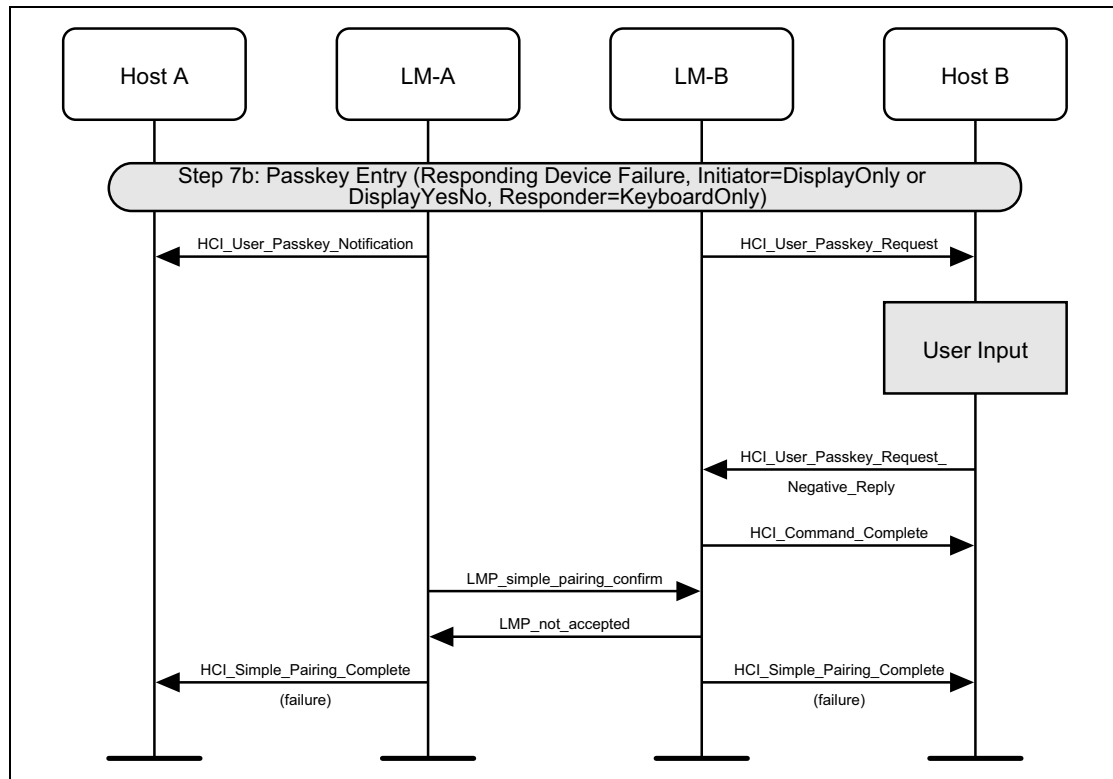 Host A
LM-A
LM-B
Host B
Step 7b: Passkey Entry (Responding Device Failure, Initiator=DisplayOnly or
DisplayYesNo, Responder=KeyboardOnly)
HCI_User_Passkey_Notification
HCI_User_Passkey_Request
User Input
HCI_User_Passkey_Request_
Negative_Reply
HCI_Command_Complete
LMP_simple_pairing_confirm
LMP_not_accepted
HCI_Simple_Pairing_Complete
(failure)
HCI_Simple_Pairing_Complete
(failure)